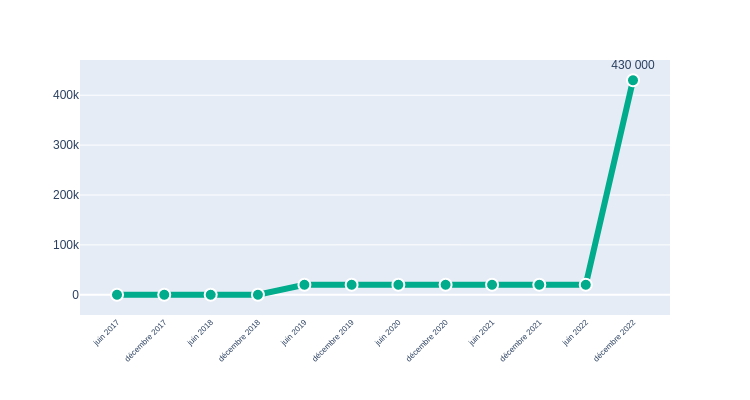 430 000
400k
300k
200k
100k
0
juin 2017
décembre 2017
juin 2018
décembre 2018
juin 2019
décembre 2019
juin 2020
décembre 2020
juin 2021
décembre 2021
juin 2022
décembre 2022